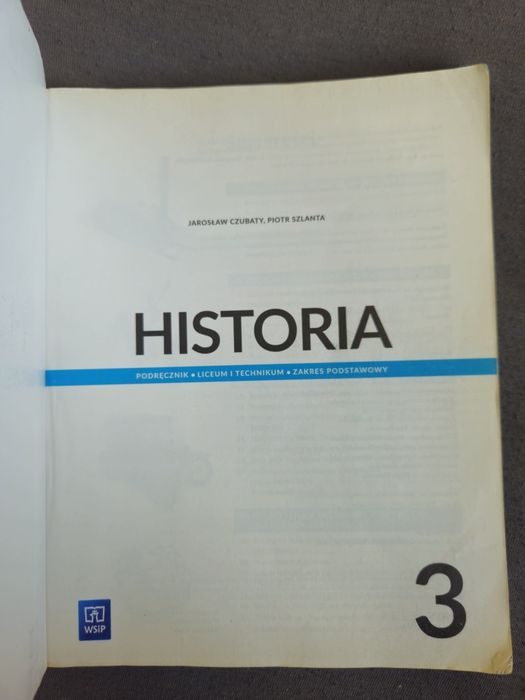 JAROSŁAW CZUBATY, PIOTR SZLANTA
HISTORIA
PODRĘCZNIK • LICEUM I TECHNIKUM • ZAKRES PODSTAWOWY
3
WSiP